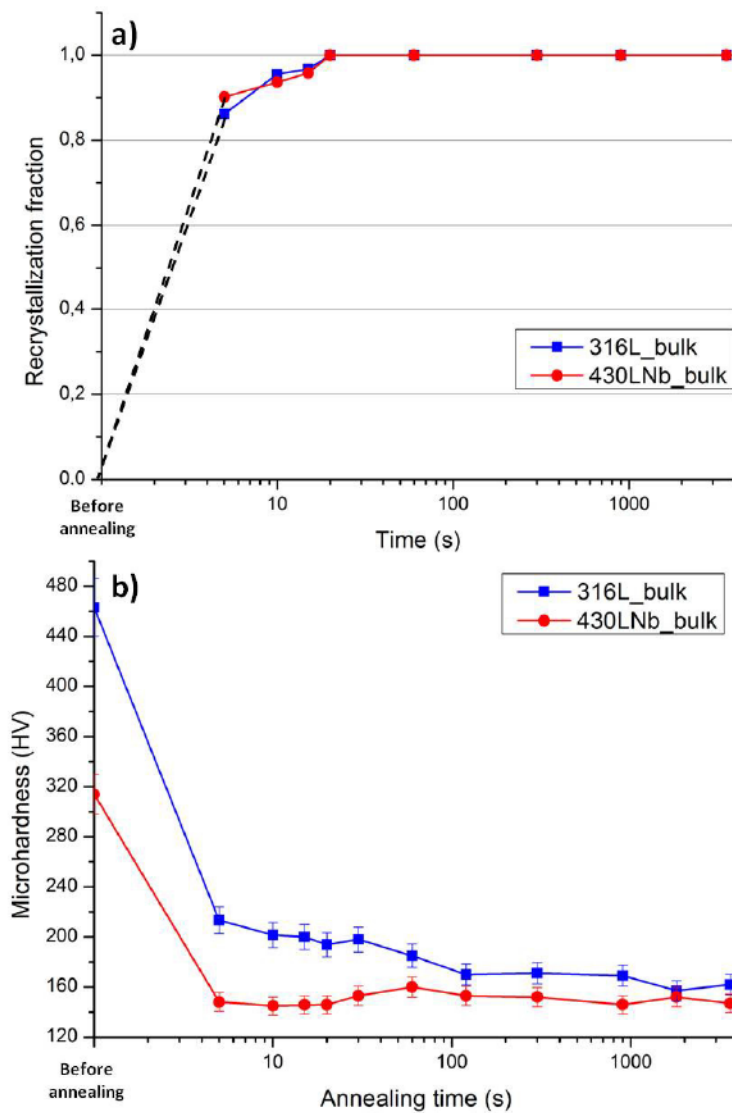 a)
1,0
0,8
0,6
0,4
0,2
0.0
Recrystallization fraction
316L_bulk
430LNb_bulk
Before
annealing
10
100
1000
Time (s)
b)
480
440
400
360
320
280
240
200
160
120
Microhardness (HV)
316L_bulk
430LNb_bulk
Before
annealing
10
100
1000
Annealing time (s)